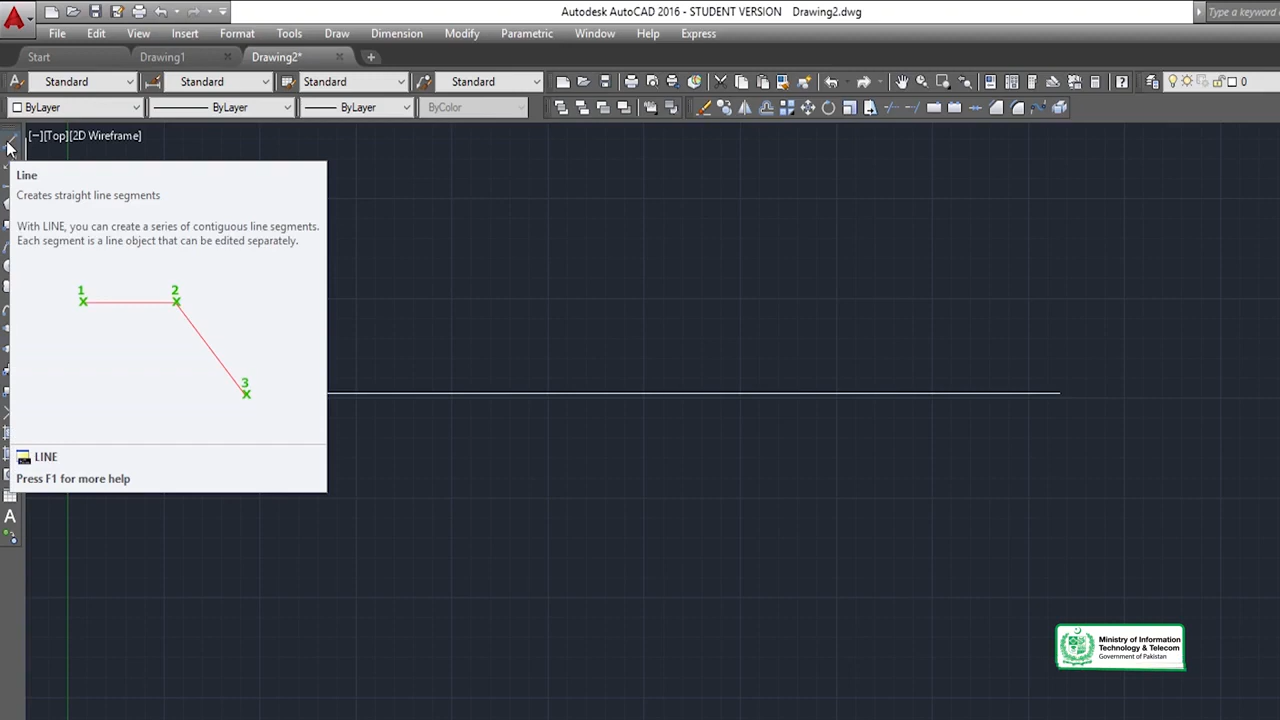 Autodesk AutoCAD 2016 - STUDENT VERSION Drawing2.dwg
Type a keyword
File Edit View Insert Format Tools Draw Dimension Modify Parametric Window Help Express
Start Drawing1 Drawing2*
Standard Standard Standard Standard 0
ByLayer ByLayer ByLayer ByColor
[−][Top][2D Wireframe]
Line
Creates straight line segments
With LINE, you can create a series of contiguous line segments.
Each segment is a line object that can be edited separately.
1 2
3
LINE
Press F1 for more help
A
Ministry of Information
Technology & Telecom
Government of Pakistan